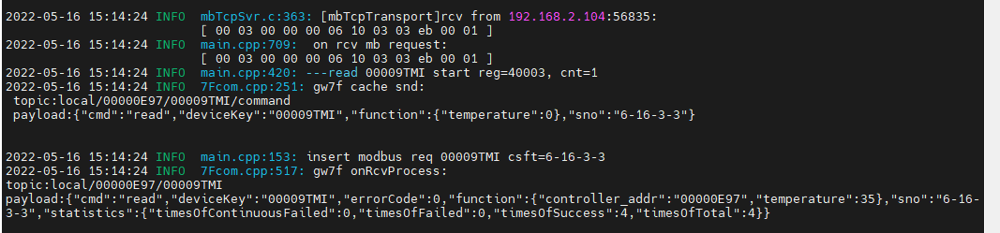 2022-05-16 15:14:24 INFO  mbTcpSvr.c:363: [mbTcpTransport]rcv from 192.168.2.104:56835:
[ 00 03 00 00 00 06 10 03 03 eb 00 01 ]
2022-05-16 15:14:24 INFO  main.cpp:709:  on rcv mb request:
[ 00 03 00 00 00 06 10 03 03 eb 00 01 ]
2022-05-16 15:14:24 INFO  main.cpp:420: ---read 00009TMI start reg=40003, cnt=1
2022-05-16 15:14:24 INFO  7Fcom.cpp:251: gw7f cache snd:
topic:local/00000E97/00009TMI/command
payload:{"cmd":"read","deviceKey":"00009TMI","function":{"temperature":0},"sno":"6-16-3-3"}
2022-05-16 15:14:24 INFO  main.cpp:153: insert modbus req 00009TMI csft=6-16-3-3
2022-05-16 15:14:24 INFO  7Fcom.cpp:517: gw7f onRcvProcess:
topic:local/00000E97/00009TMI
payload:{"cmd":"read","deviceKey":"00009TMI","errorCode":0,"function":{"controller_addr":"00000E97","temperature":35},"sno":"6-16-
3-3","statistics":{"timesOfContinuousFailed":0,"timesOfFailed":0,"timesOfSuccess":4,"timesOfTotal":4}}